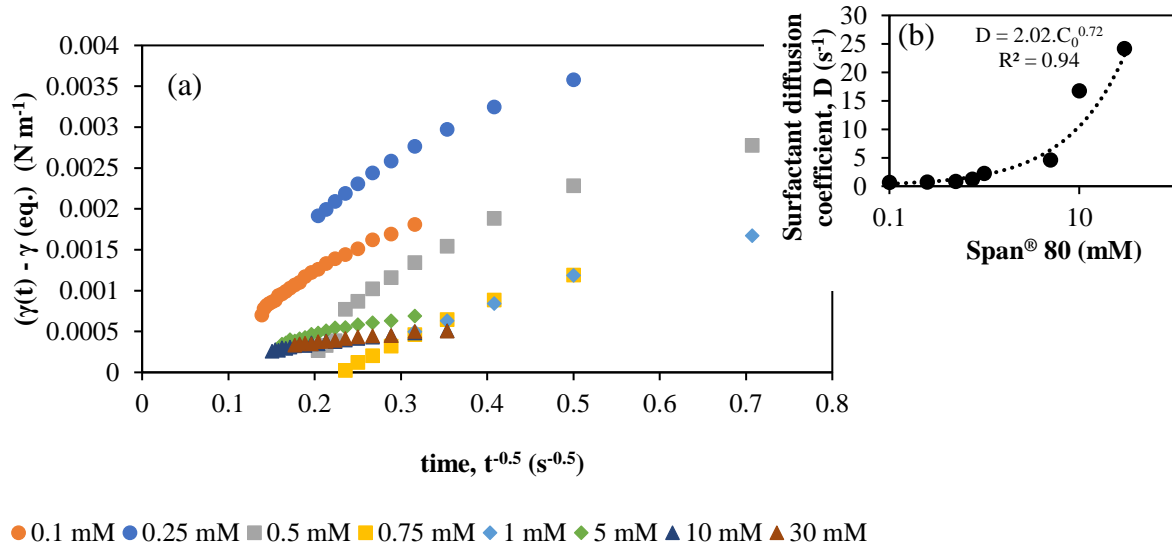 (a)
(γ(t) - γ (eq.) (N m⁻¹)
0.004
0.0035
0.003
0.0025
0.002
0.0015
0.001
0.0005
0
0 0.1 0.2 0.3 0.4 0.5 0.6 0.7 0.8
time, t⁻⁰·⁵ (s⁻⁰·⁵)
(b)
D = 2.02.C₀⁰·⁷²
R² = 0.94
Surfactant diffusion
coefficient, D (s⁻¹)
30
25
20
15
10
5
0
0.1 10
Span® 80 (mM)
0.1 mM 0.25 mM 0.5 mM 0.75 mM 1 mM 5 mM 10 mM 30 mM